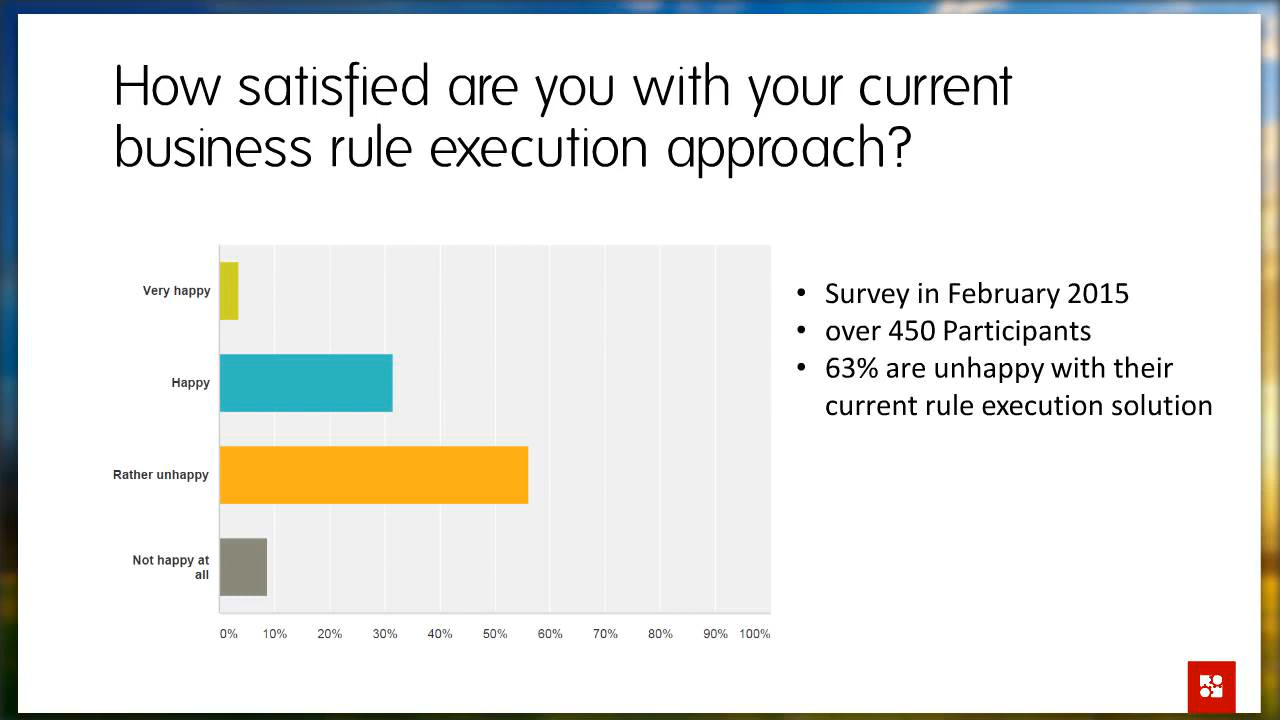 How satisfied are you with your current
business rule execution approach?
Very happy
Happy
Rather unhappy
Not happy at
all
0% 10% 20% 30% 40% 50% 60% 70% 80% 90% 100%
• Survey in February 2015
• over 450 Participants
• 63% are unhappy with their
current rule execution solution